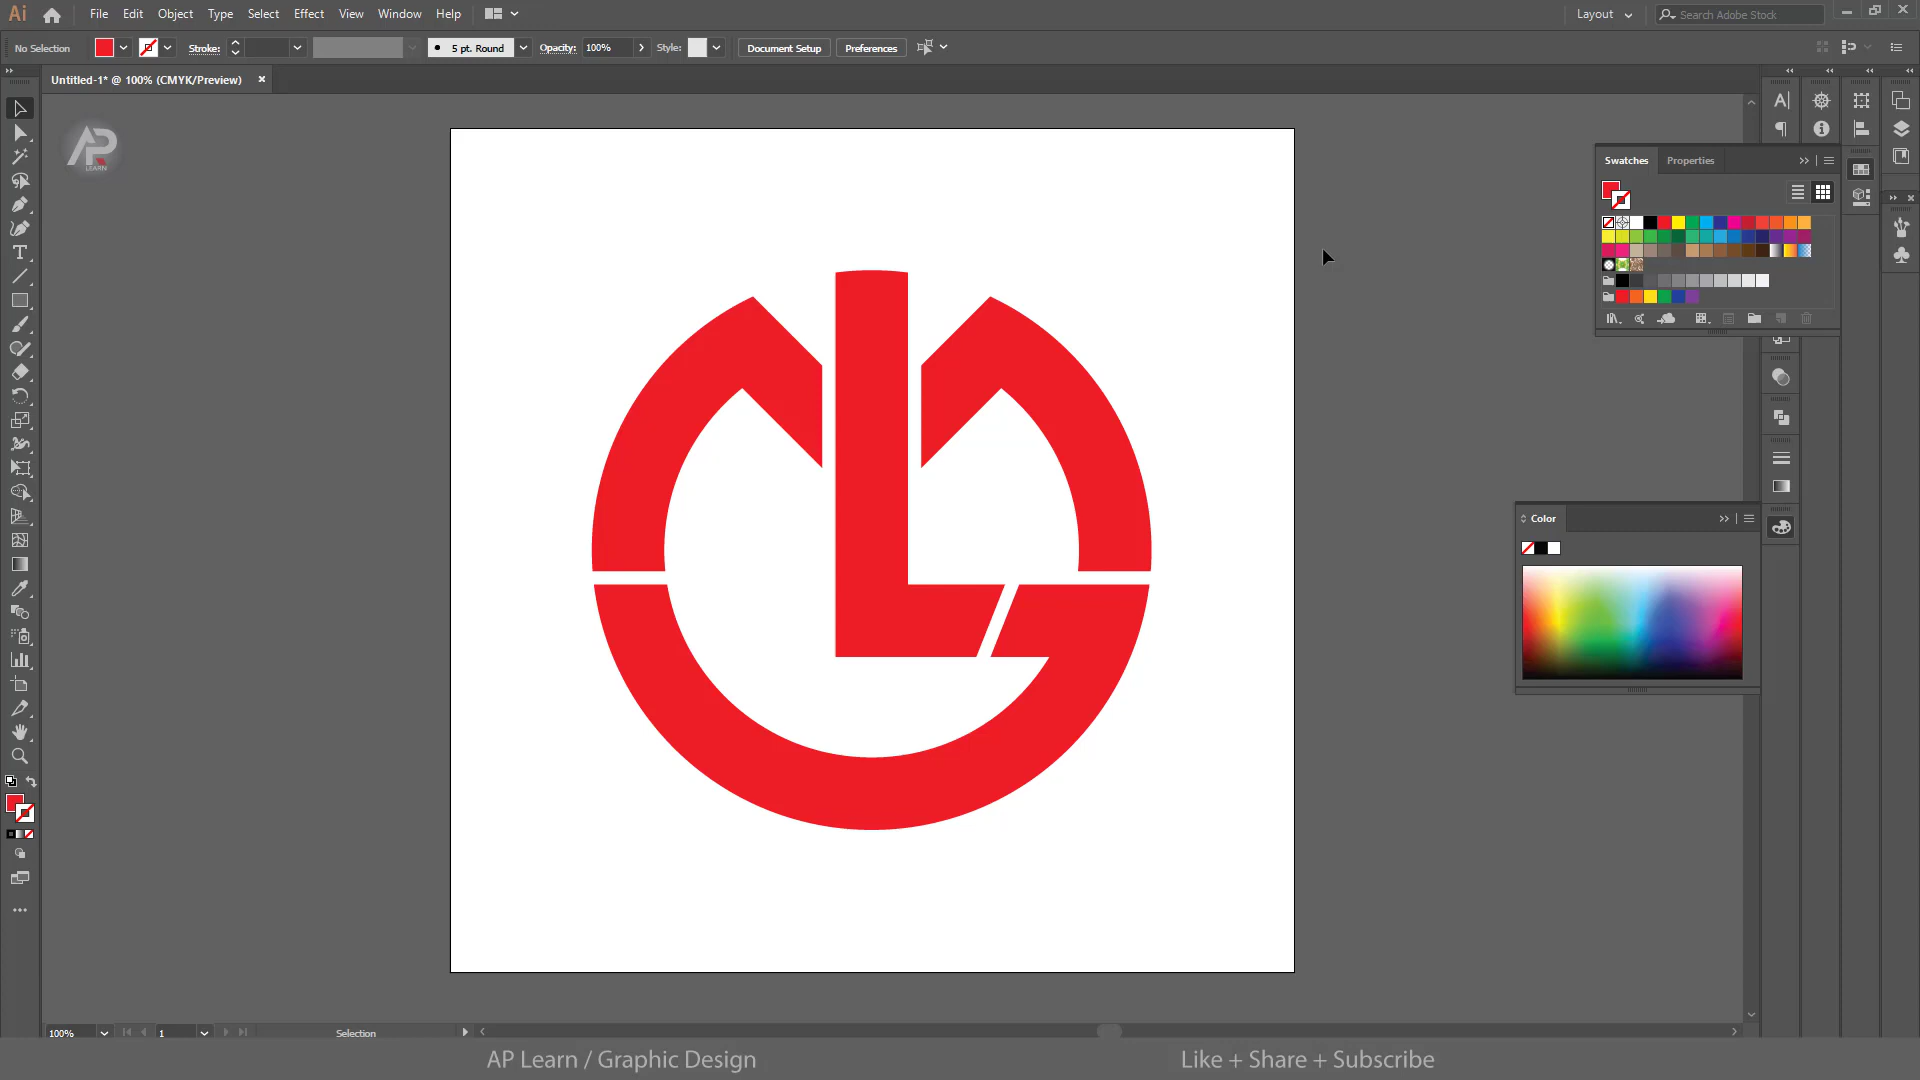 Ai File Edit Object Type Select Effect View Window Help Layout Search Adobe Stock
No Selection Stroke: 5 pt. Round Opacity: 100% Style: Document Setup Preferences
Untitled-1* @ 100% (CMYK/Preview)
AP
LEARN
Swatches Properties
Color
LG
100% 1 Selection
AP Learn / Graphic Design Like + Share + Subscribe